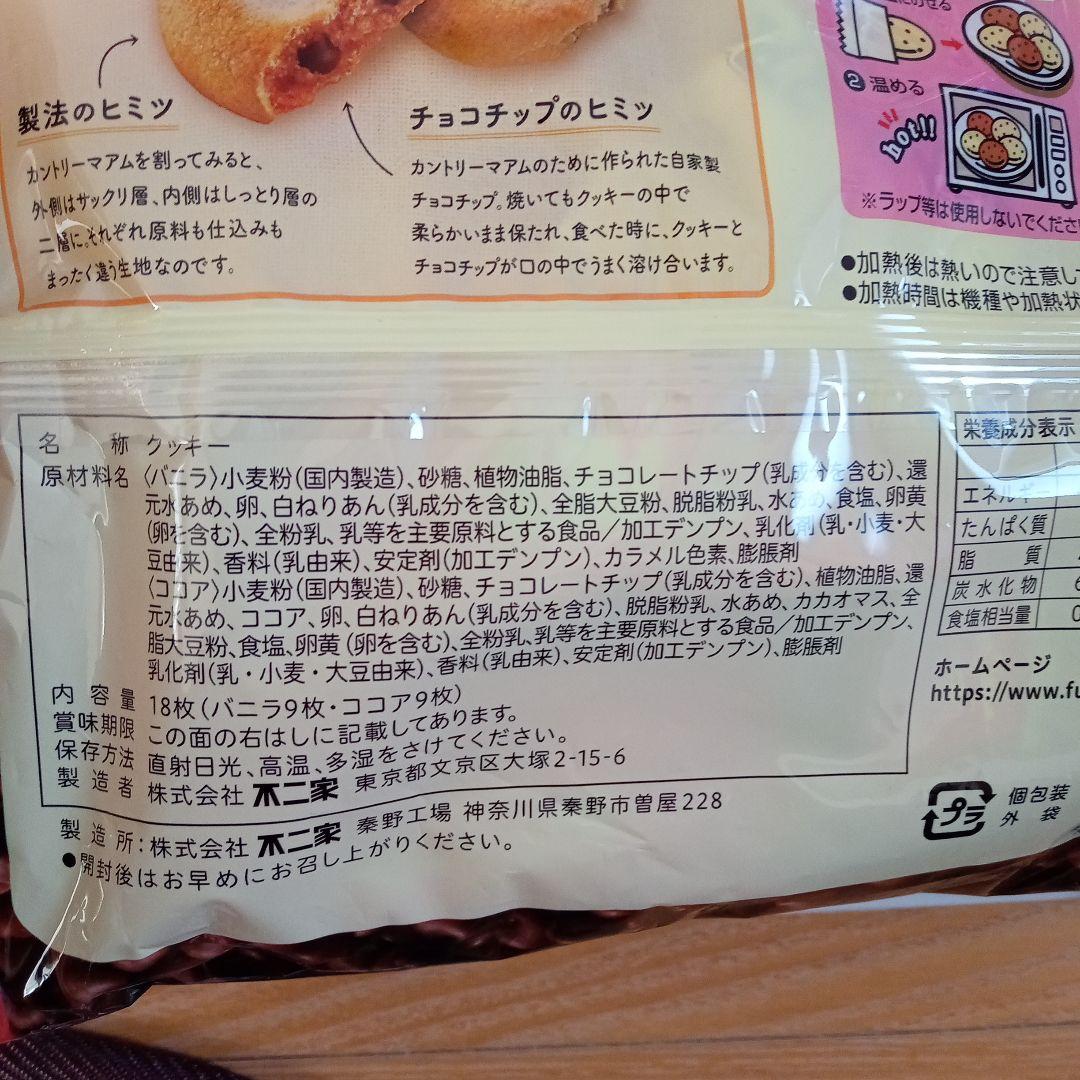 製法のヒミツ
カントリーマアムを割ってみると、
外側はサックリ層、内側はしっとり層の
二層に。それぞれ原料も仕込みも
まったく違う生地なのです。
チョコチップのヒミツ
カントリーマアムのために作られた自家製
チョコチップ。焼いてもクッキーの中で
柔らかいまま保たれ、食べた時に、クッキーと
チョコチップが口の中でうまく溶け合います。
のせる
❷ 温める
hot!!
※ラップ等は使用しないでくださ
●加熱後は熱いので注意し
●加熱時間は機種や加熱状
名称 クッキー
原材料名 〈バニラ〉小麦粉(国内製造)、砂糖、植物油脂、チョコレートチップ(乳成分を含む)、還
元水あめ、卵、白ねりあん(乳成分を含む)、全脂大豆粉、脱脂粉乳、水あめ、食塩、卵黄
(卵を含む)、全粉乳、乳等を主要原料とする食品/加工デンプン、乳化剤(乳・小麦・大
豆由来)、香料(乳由来)、安定剤(加工デンプン)、カラメル色素、膨脹剤
〈ココア〉小麦粉(国内製造)、砂糖、チョコレートチップ(乳成分を含む)、植物油脂、還
元水あめ、ココア、卵、白ねりあん(乳成分を含む)、脱脂粉乳、水あめ、カカオマス、全
脂大豆粉、食塩、卵黄(卵を含む)、全粉乳、乳等を主要原料とする食品/加工デンプン、
乳化剤(乳・小麦・大豆由来)、香料(乳由来)、安定剤(加工デンプン)、膨脹剤
内容量 18枚(バニラ9枚・ココア9枚)
賞味期限 この面の右はしに記載してあります。
保存方法 直射日光、高温、多湿をさけてください。
製造者 株式会社 不二家 東京都文京区大塚2-15-6
製造所:株式会社 不二家 秦野工場 神奈川県秦野市曽屋228
●開封後はお早めにお召し上がりください。
栄養成分表示
エネルギー
たんぱく質
脂質
炭水化物 6
食塩相当量 0
ホームページ
https://www.fu
プラ
個包装
外袋